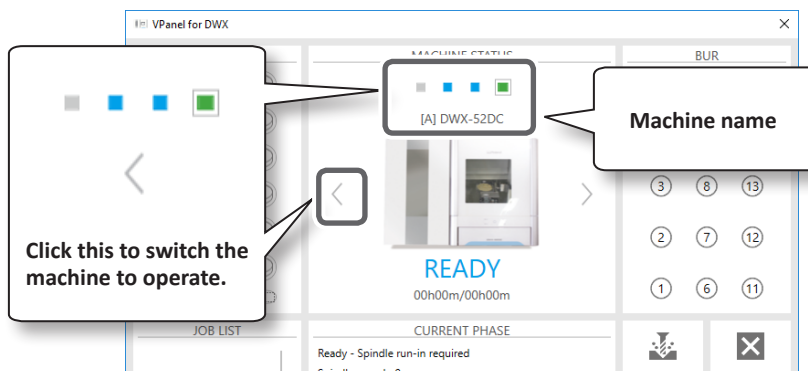 VPanel for DWX
MACHINE STATUS
BUR
[A] DWX-52DC
Machine name
Click this to switch the
machine to operate.
3 8 13
2 7 12
1 6 11
READY
00h00m/00h00m
JOB LIST
CURRENT PHASE
Ready - Spindle run-in required